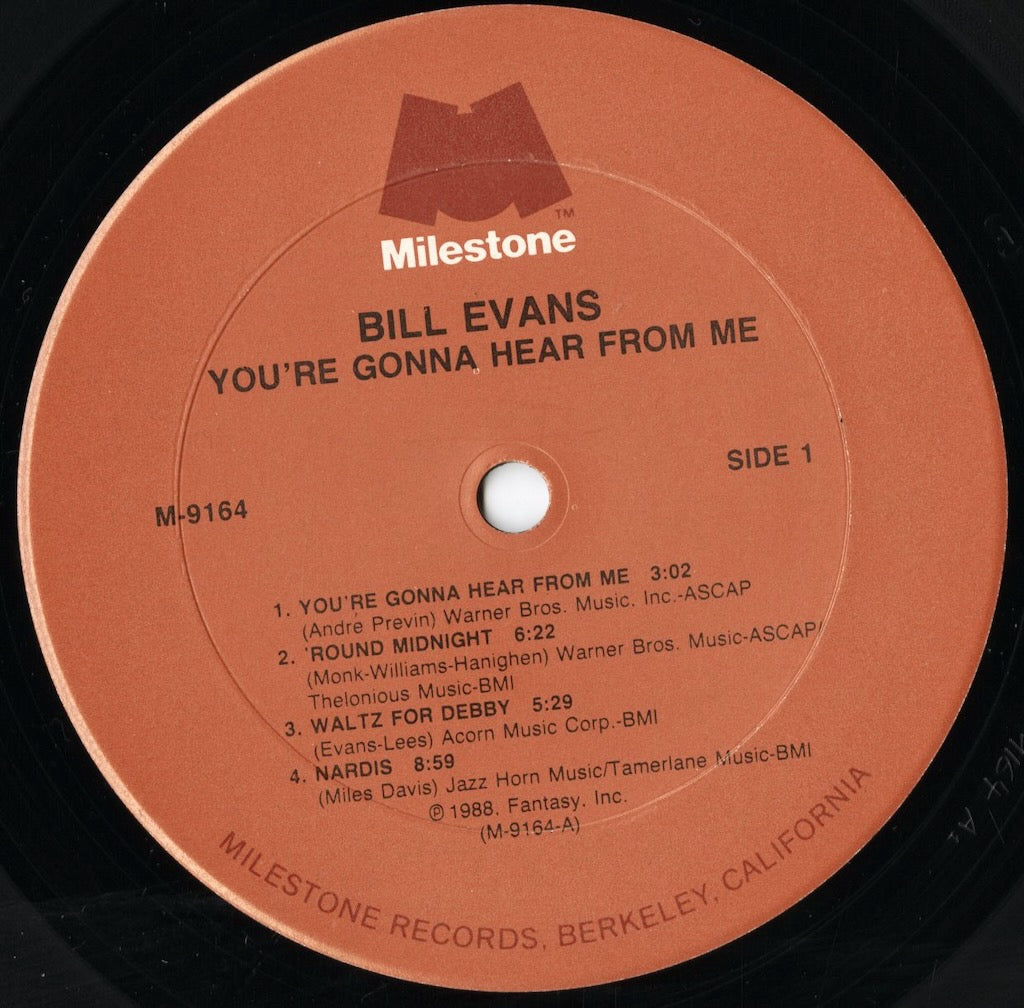 TM
Milestone
BILL EVANS
YOU'RE GONNA HEAR FROM ME
SIDE 1
M-9164
1. YOU'RE GONNA HEAR FROM ME 3:02
(André Previn) Warner Bros. Music. Inc.-ASCAP
2. 'ROUND MIDNIGHT 6:22
(Monk-Williams-Hanighen) Warner Bros. Music-ASCAP/
Thelonious Music-BMI
3. WALTZ FOR DEBBY 5:29
(Evans-Lees) Acorn Music Corp.-BMI
4. NARDIS 8:59
(Miles Davis) Jazz Horn Music/Tamerlane Music-BMI
℗ 1988. Fantasy. Inc.
(M-9164-A)
MILESTONE RECORDS, BERKELEY, CALIFORNIA